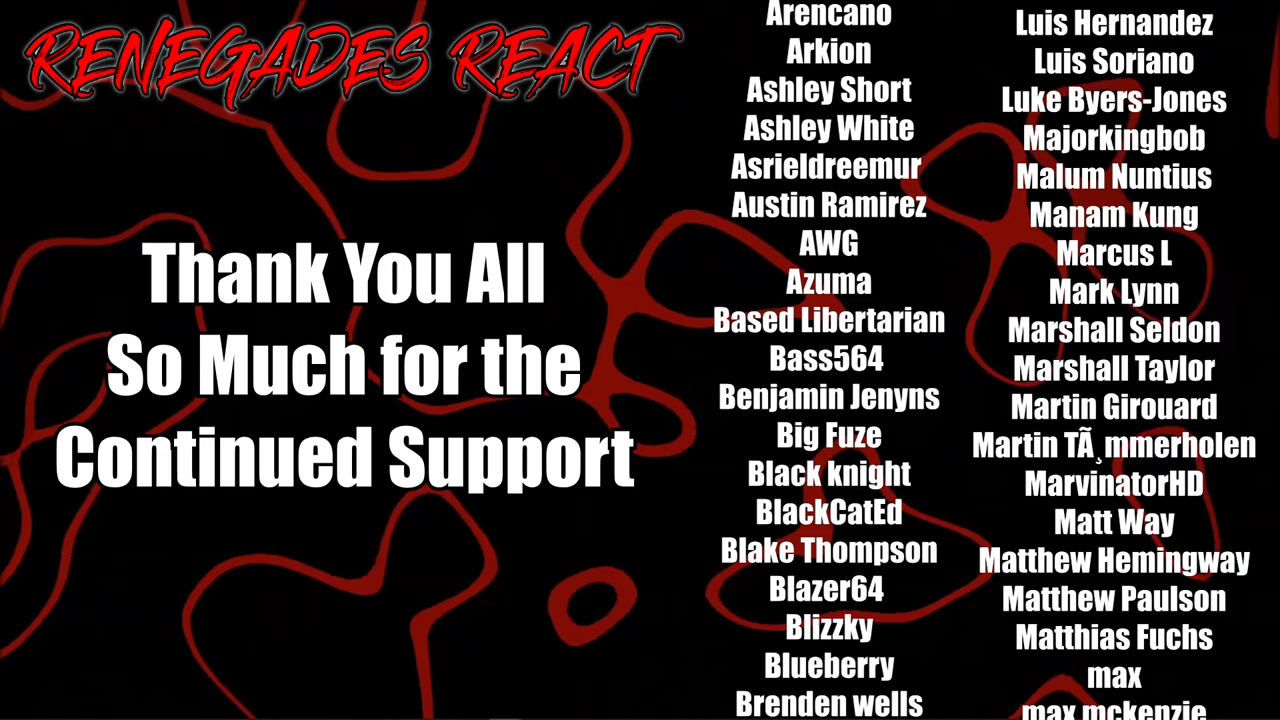 RENEGADES REACT
Thank You All
So Much for the
Continued Support
Arencano
Arkion
Ashley Short
Ashley White
Asrieldreemur
Austin Ramirez
AWG
Azuma
Based Libertarian
Bass564
Benjamin Jenyns
Big Fuze
Black knight
BlackCatEd
Blake Thompson
Blazer64
Blizzky
Blueberry
Brenden wells
Luis Hernandez
Luis Soriano
Luke Byers-Jones
Majorkingbob
Malum Nuntius
Manam Kung
Marcus L
Mark Lynn
Marshall Seldon
Marshall Taylor
Martin Girouard
Martin TÃ¸mmerholen
MarvinatorHD
Matt Way
Matthew Hemingway
Matthew Paulson
Matthias Fuchs
max
max mckenzie